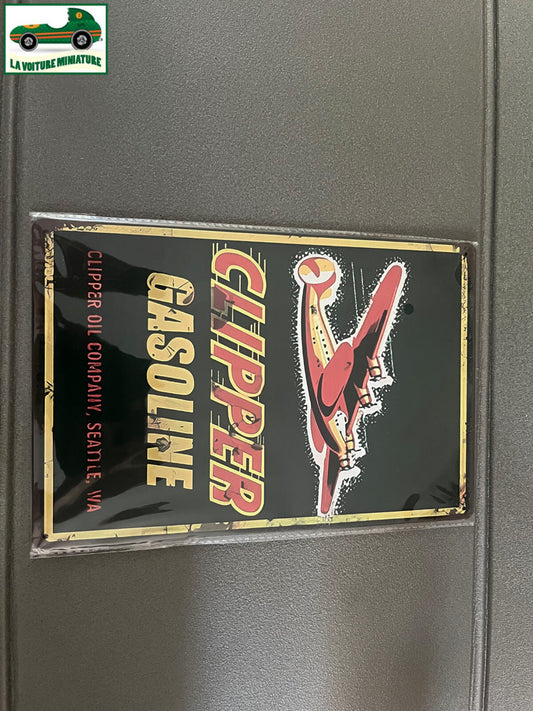 LA VOITURE MINIATURE
CLIPPER
GASOLINE
CLIPPER OIL COMPANY, SEATTLE, WA